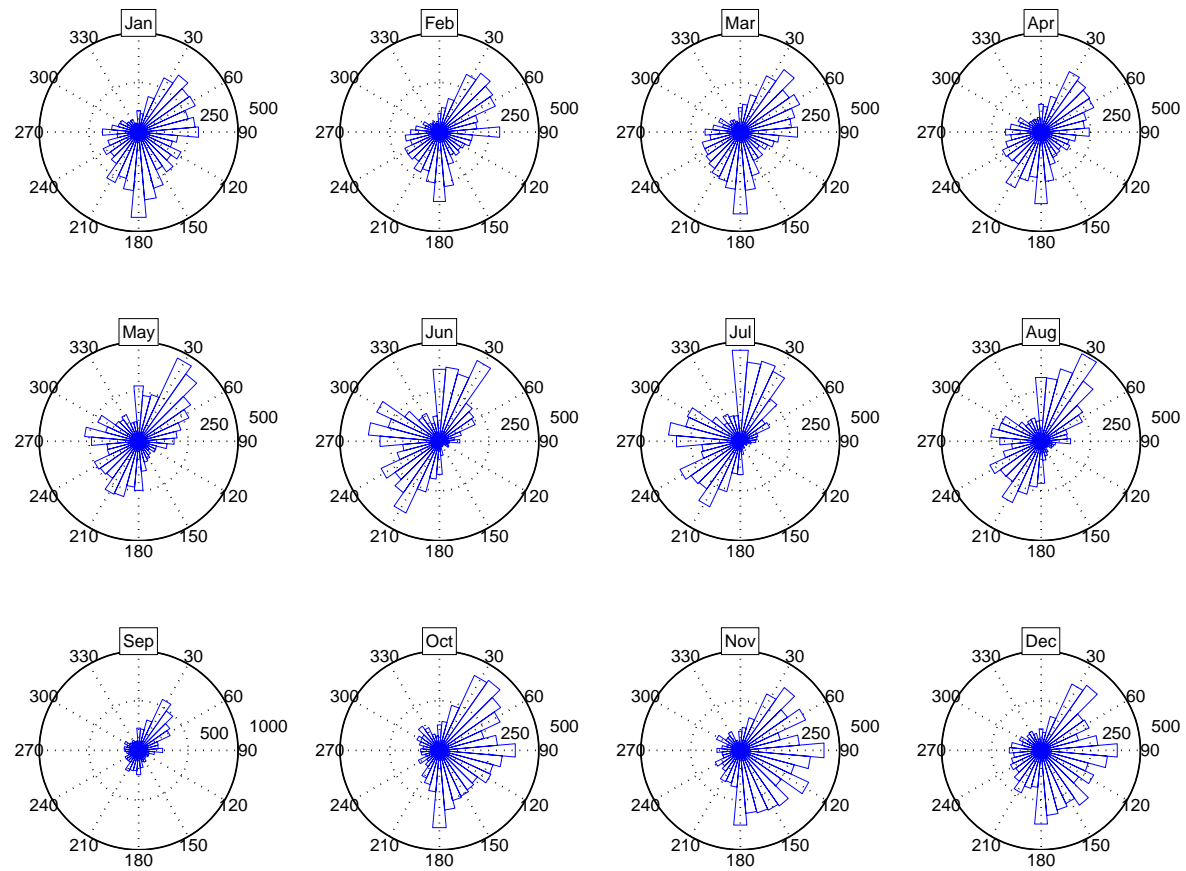 Jan Feb Mar Apr
330 30 330 30 330 30 330 30
300 60 300 60 300 60 300 60
250 500 250 500 250 500 250 500
270 90 270 90 270 90 270 90
240 120 240 120 240 120 240 120
210 150 210 150 210 150 210 150
180 180 180 180
May Jun Jul Aug
330 30 330 30 330 30 330 30
300 60 300 60 300 60 300 60
250 500 250 500 250 500 250 500
270 90 270 90 270 90 270 90
240 120 240 120 240 120 240 120
210 150 210 150 210 150 210 150
180 180 180 180
Sep Oct Nov Dec
330 30 330 30 330 30 330 30
300 60 300 60 300 60 300 60
500 1000 250 500 250 500 250 500
270 90 270 90 270 90 270 90
240 120 240 120 240 120 240 120
210 150 210 150 210 150 210 150
180 180 180 180